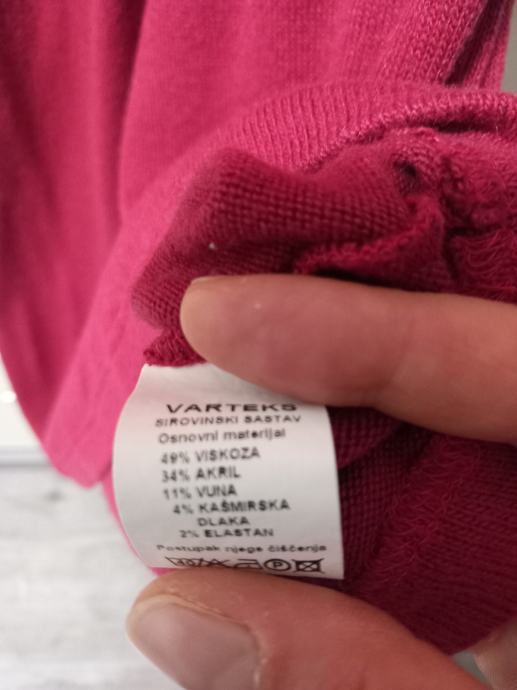 VARTEKS
SIROVINSKI SASTAV
Osnovni materijal
49% VISKOZA
34% AKRIL
11% VUNA
4% KAŠMIRSKA
DLAKA
2% ELASTAN
Postupak njege čišćenja
40 P